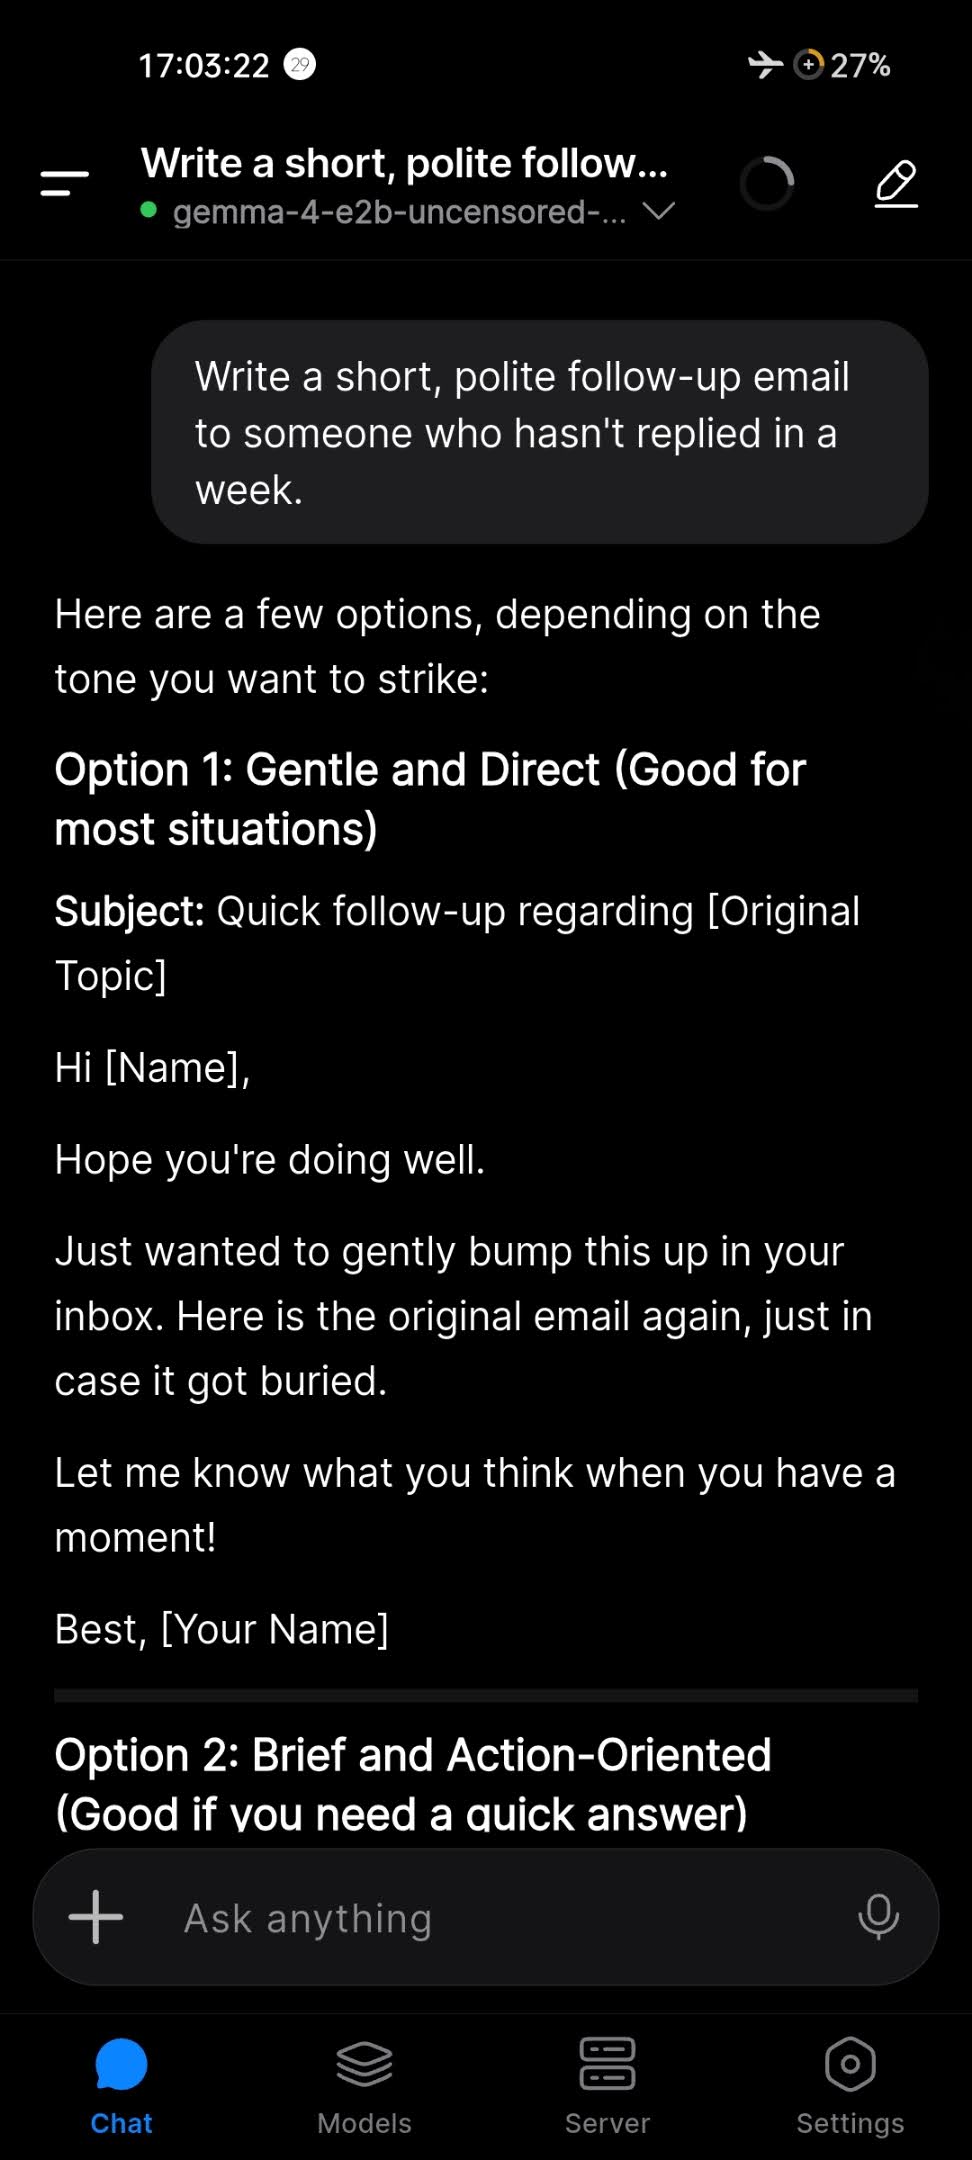 17:03:22 29 27%
Write a short, polite follow...
gemma-4-e2b-uncensored-...
Write a short, polite follow-up email
to someone who hasn't replied in a
week.
Here are a few options, depending on the
tone you want to strike:
Option 1: Gentle and Direct (Good for
most situations)
Subject: Quick follow-up regarding [Original
Topic]
Hi [Name],
Hope you're doing well.
Just wanted to gently bump this up in your
inbox. Here is the original email again, just in
case it got buried.
Let me know what you think when you have a
moment!
Best, [Your Name]
Option 2: Brief and Action-Oriented
(Good if you need a quick answer)
Ask anything
Chat Models Server Settings